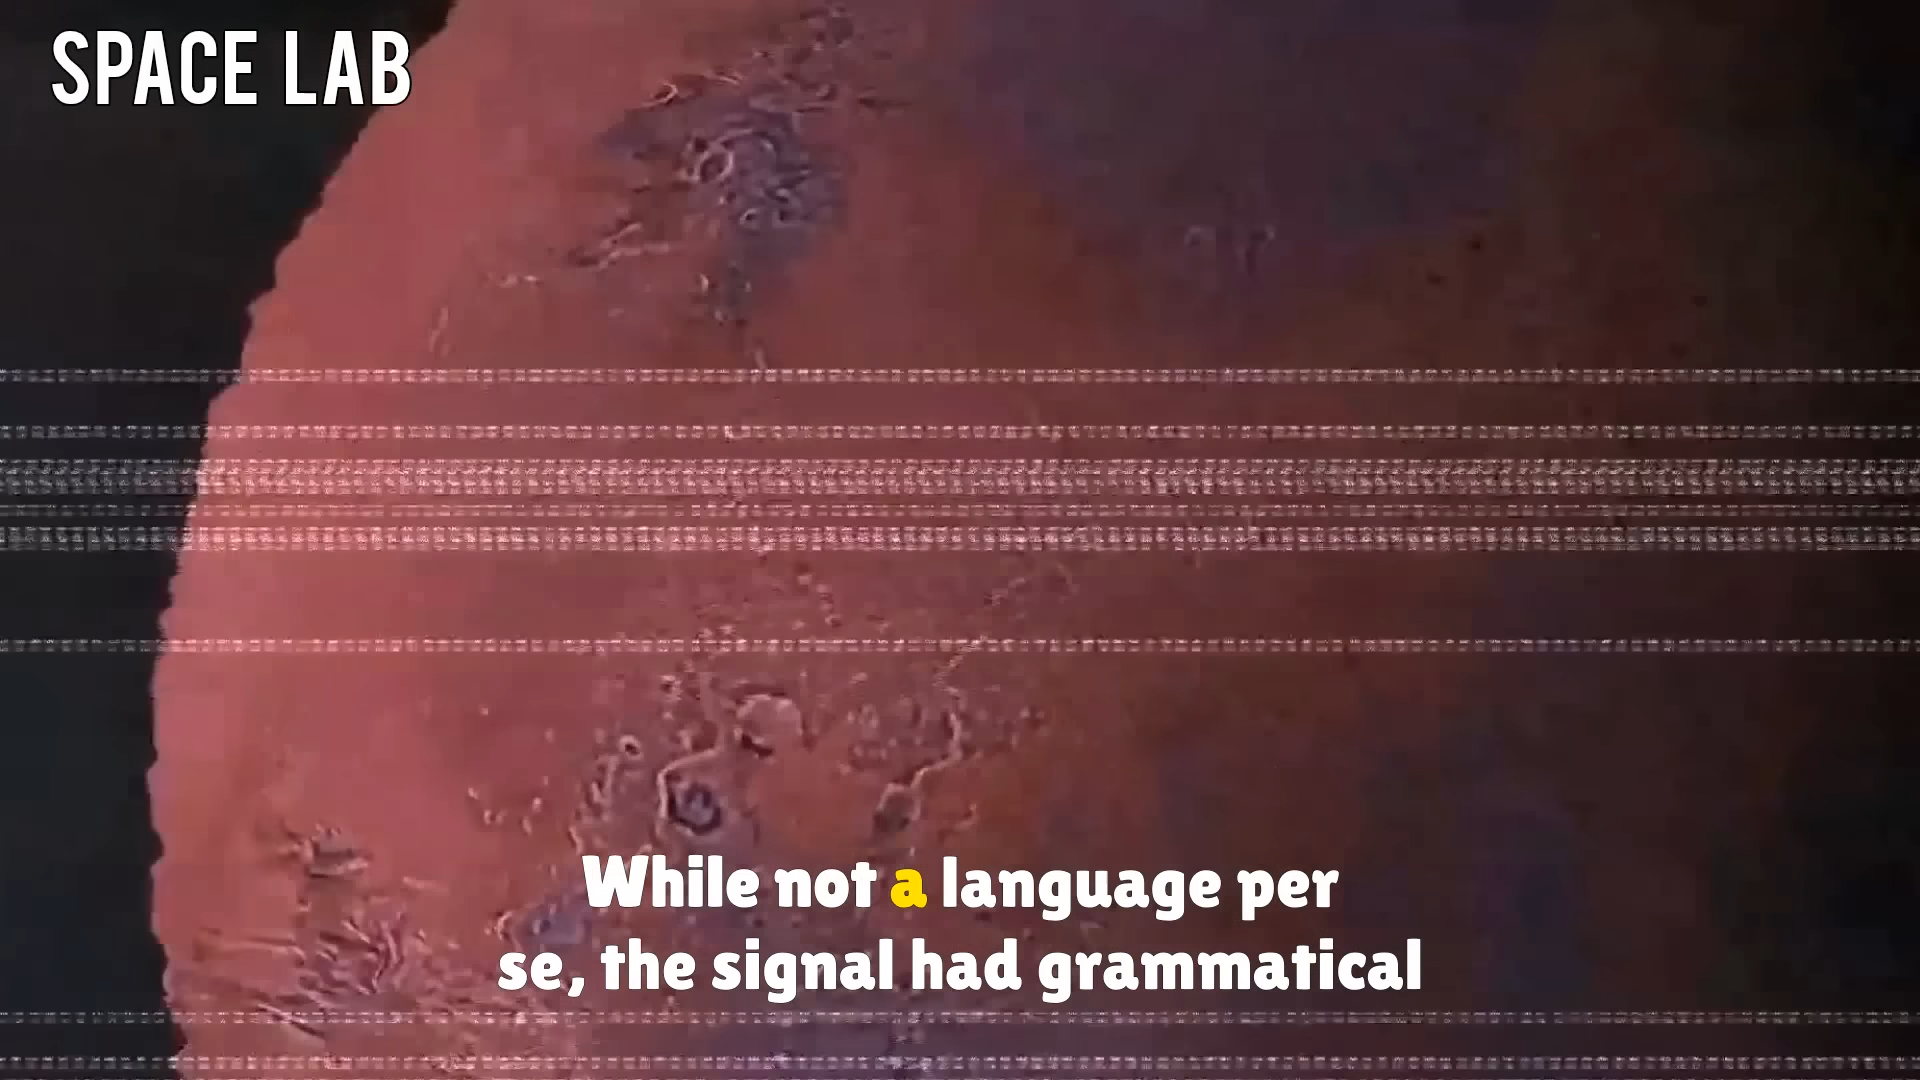 SPACE LAB
While not a language per
se, the signal had grammatical